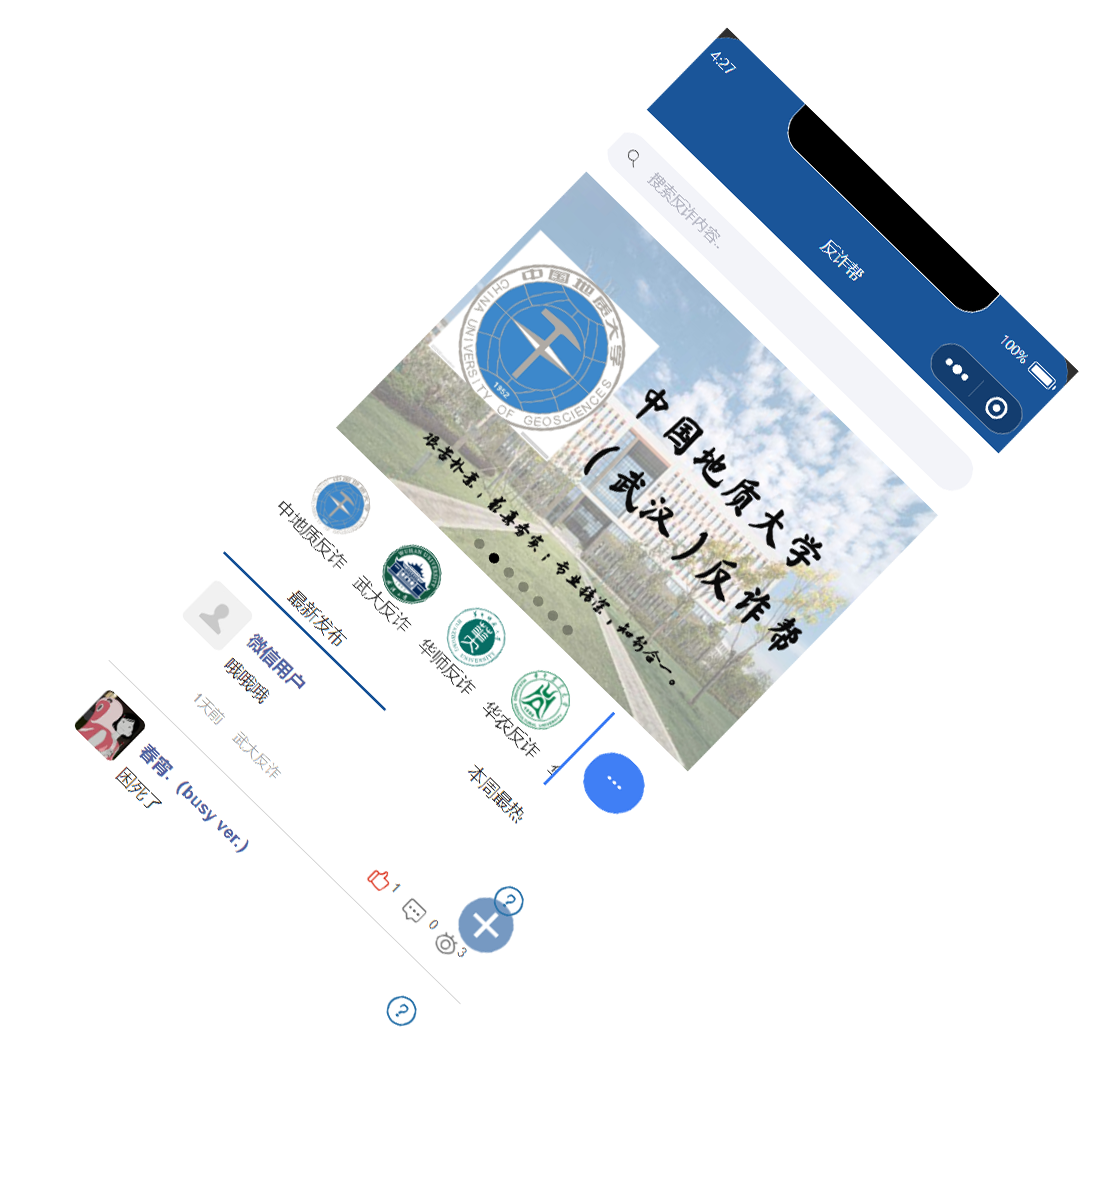 4:27
100%
反诈帮
搜索反诈内容..
中国地质大学
CHINA UNIVERSITY OF GEOSCIENCES
1952
中国地质大学
（武汉）反诈帮
艰苦朴素，求真务实；专业精深，知行合一。
中地质反诈
武大反诈
华师反诈
华农反诈
WUHAN UNIVERSITY
最新发布
本周最热
微信用户
哦哦哦
1天前 武大反诈
1
0
3
春宵.（busy ver.）
困死了